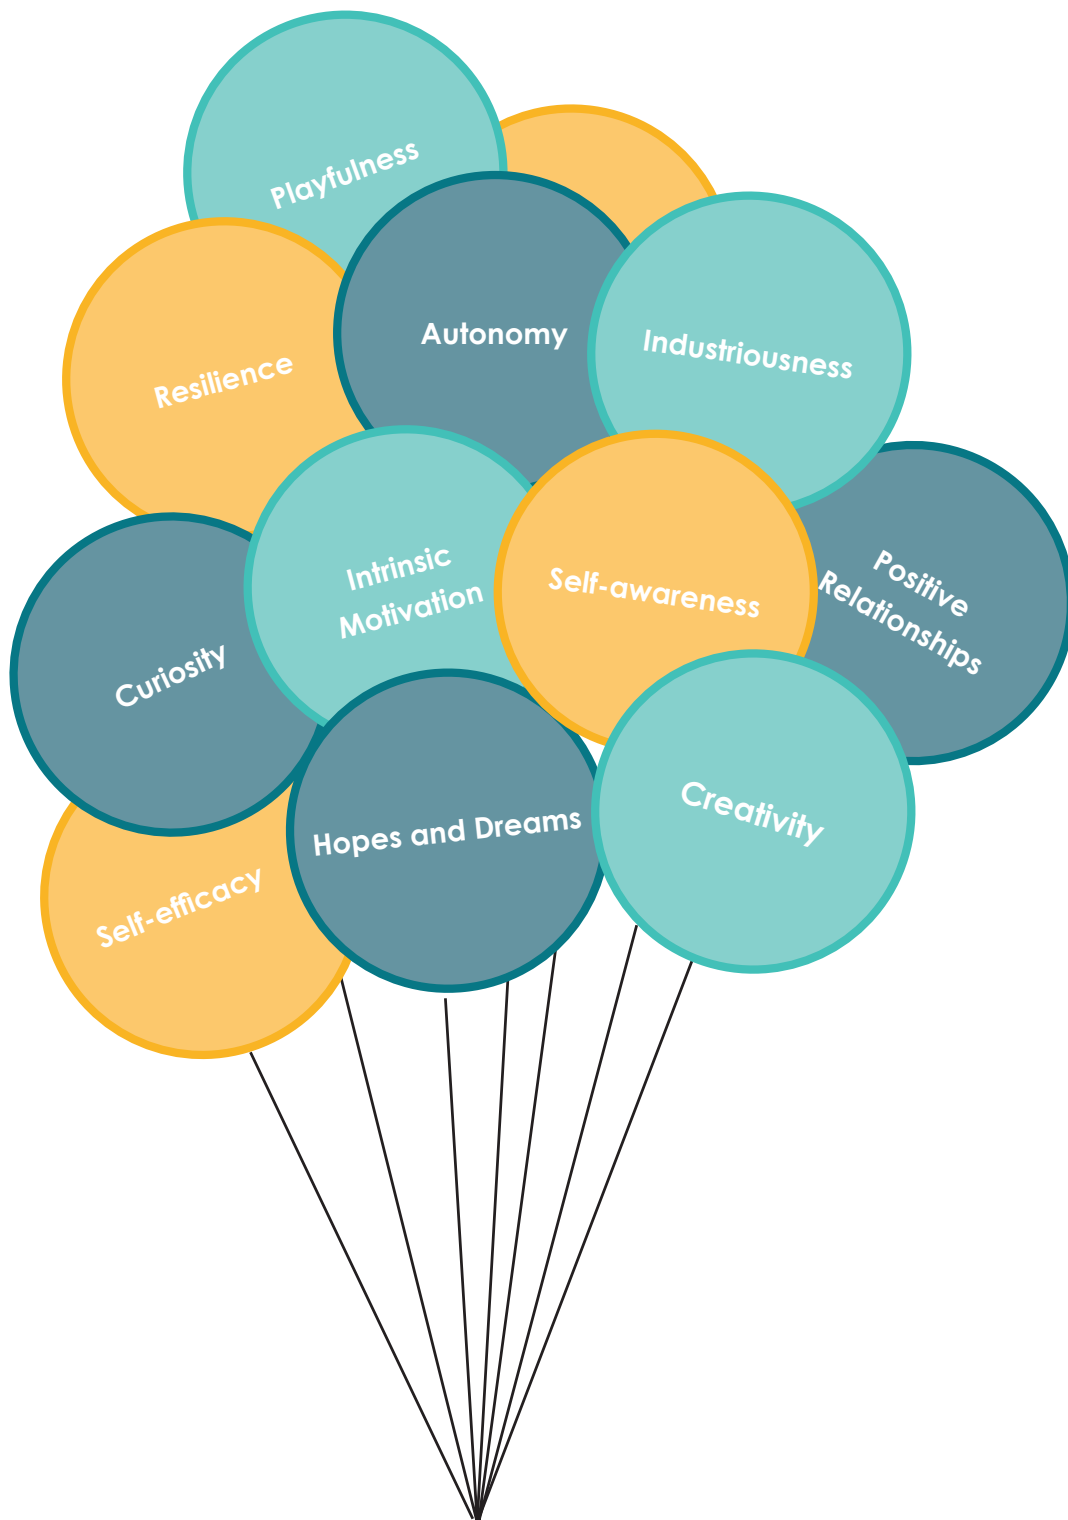 Playfulness
Autonomy
Industriousness
Resilience
Intrinsic
Motivation
Self-awareness
Positive
Relationships
Curiosity
Hopes and Dreams
Creativity
Self-efficacy